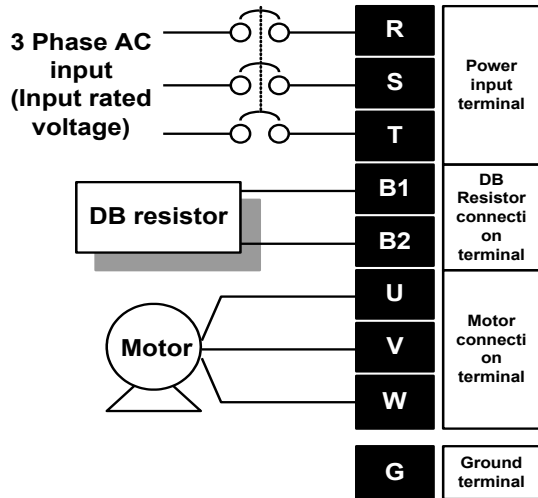 3 Phase AC
input
(Input rated
voltage)
R
S
T
Power
input
terminal
DB resistor
B1
B2
DB
Resistor
connecti
on
terminal
Motor
U
V
W
Motor
connecti
on
terminal
G
Ground
terminal